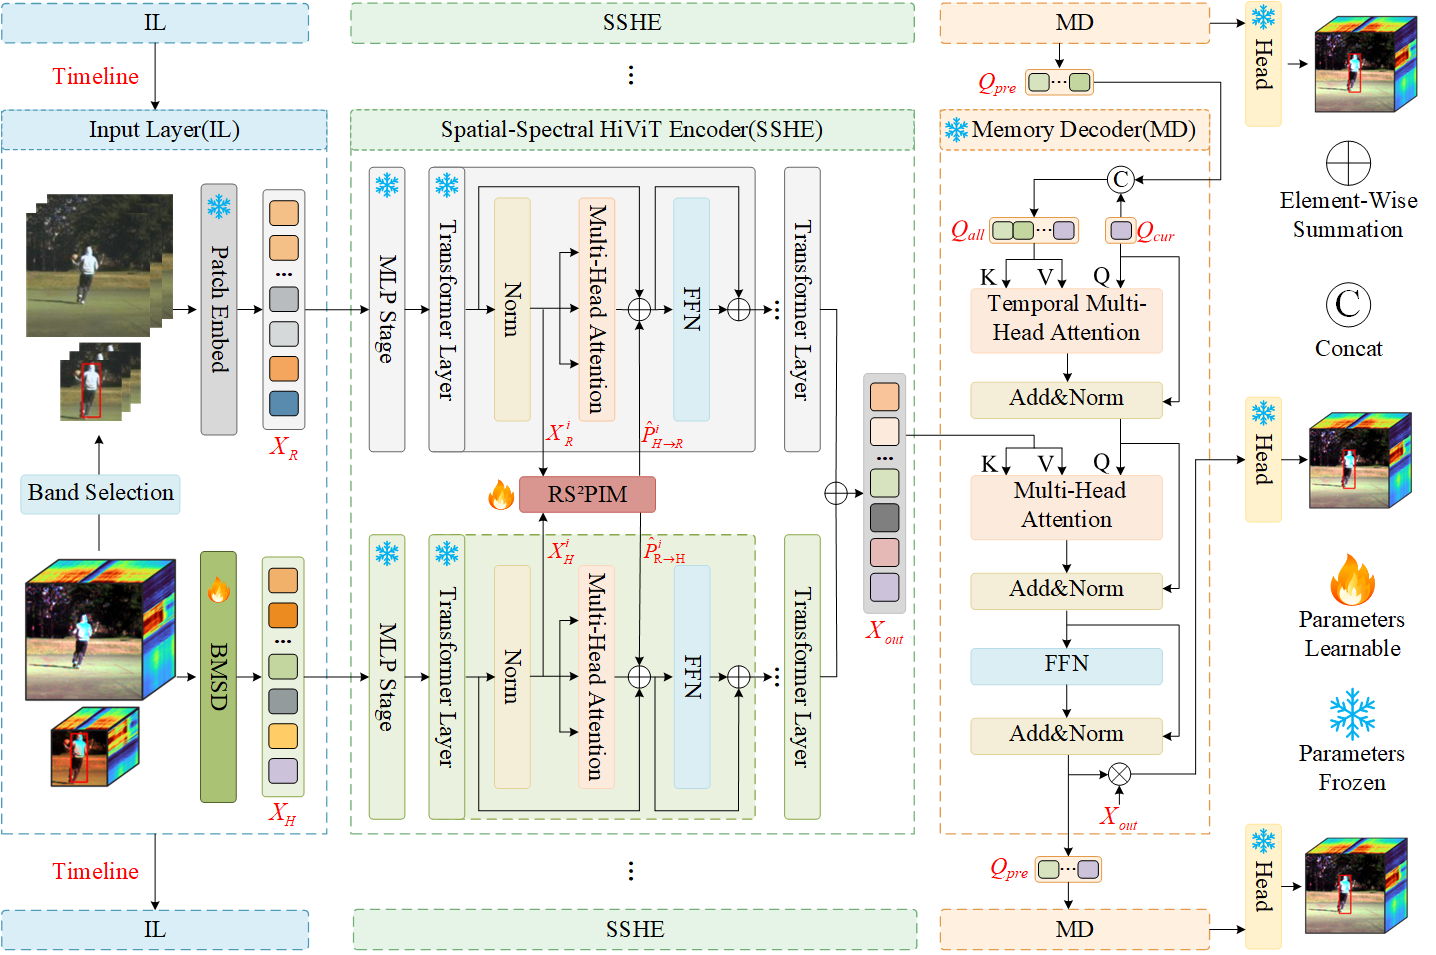 IL
SSHE
MD
Head
Timeline
Q_pre
Input Layer(IL)
Spatial-Spectral HiViT Encoder(SSHE)
Memory Decoder(MD)
Patch Embed
X_R
Band Selection
BMSD
X_H
MLP Stage
Transformer Layer
Norm
Multi-Head Attention
FFN
Transformer Layer
X_R^i
P̂_{H→R}^i
RS²PIM
X_H^i
P̂_{R→H}^i
MLP Stage
Transformer Layer
Norm
Multi-Head Attention
FFN
Transformer Layer
X_out
C
Q_all
Q_cur
K
V
Q
Temporal Multi-
Head Attention
Add&Norm
K
V
Q
Multi-Head
Attention
Add&Norm
FFN
Add&Norm
X_out
Head
Element-Wise
Summation
C
Concat
Parameters
Learnable
Parameters
Frozen
Timeline
Q_pre
IL
SSHE
MD
Head